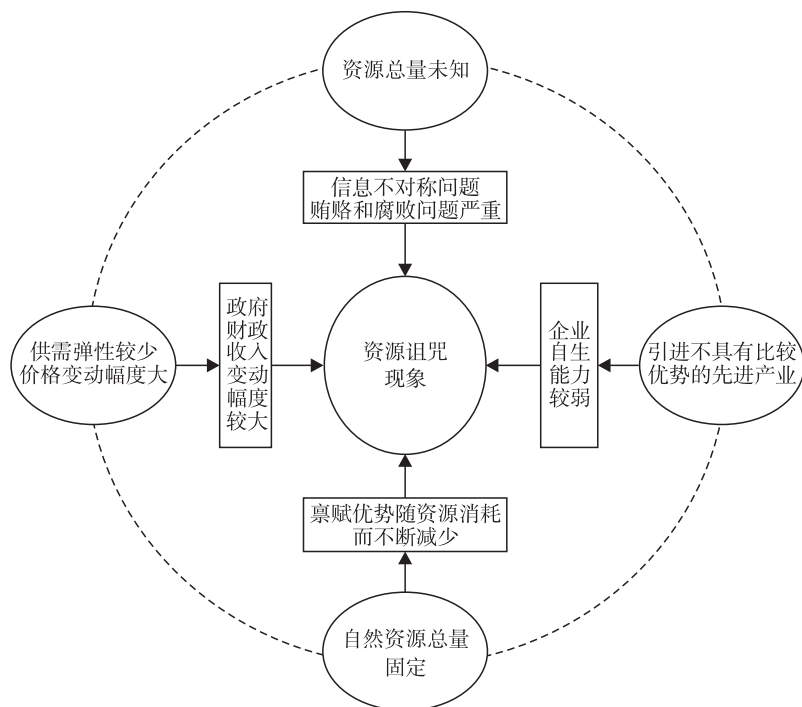 资源总量未知
信息不对称问题
贿赂和腐败问题严重
供需弹性较少
价格变动幅度大
政府
财政
收入
变动
幅度
较大
资源诅咒
现象
企业
自生
能力
较弱
引进不具有比较
优势的先进产业
禀赋优势随资源消耗
而不断减少
自然资源总量
固定